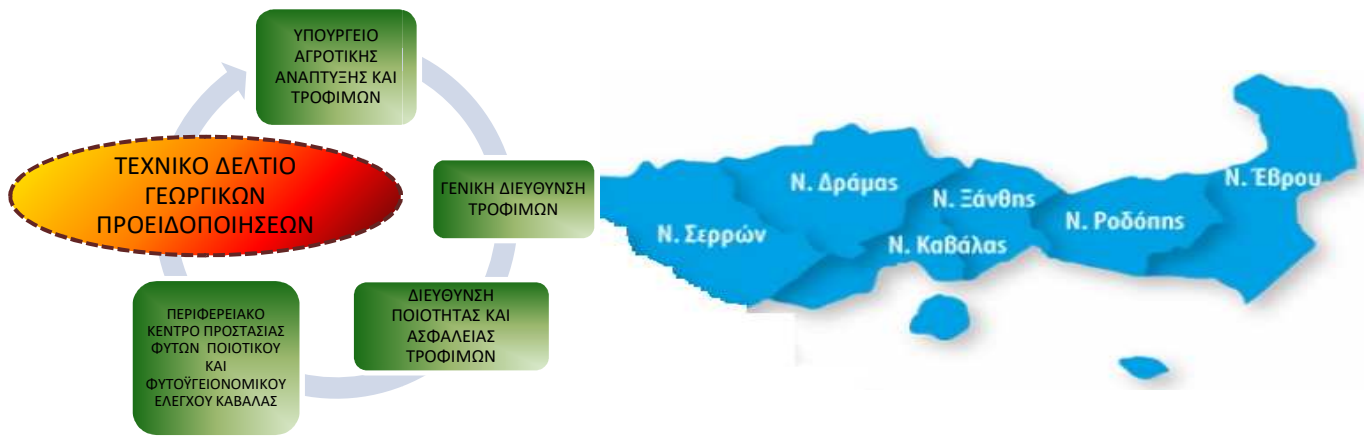 ΥΠΟΥΡΓΕΙΟ
ΑΓΡΟΤΙΚΗΣ
ΑΝΑΠΤΥΞΗΣ ΚΑΙ
ΤΡΟΦΙΜΩΝ
ΓΕΝΙΚΗ ΔΙΕΥΘΥΝΣΗ
ΤΡΟΦΙΜΩΝ
ΔΙΕΥΘΥΝΣΗ
ΠΟΙΟΤΗΤΑΣ ΚΑΙ
ΑΣΦΑΛΕΙΑΣ
ΤΡΟΦΙΜΩΝ
ΠΕΡΙΦΕΡΕΙΑΚΟ
ΚΕΝΤΡΟ ΠΡΟΣΤΑΣΙΑΣ
ΦΥΤΩΝ ΠΟΙΟΤΙΚΟΥ
ΚΑΙ
ΦΥΤΟΫΓΕΙΟΝΟΜΙΚΟΥ
ΕΛΕΓΧΟΥ ΚΑΒΑΛΑΣ
ΤΕΧΝΙΚΟ ΔΕΛΤΙΟ
ΓΕΩΡΓΙΚΩΝ
ΠΡΟΕΙΔΟΠΟΙΗΣΕΩΝ
Ν. Σερρών
Ν. Δράμας
Ν. Καβάλας
Ν. Ξάνθης
Ν. Ροδόπης
Ν. Έβρου